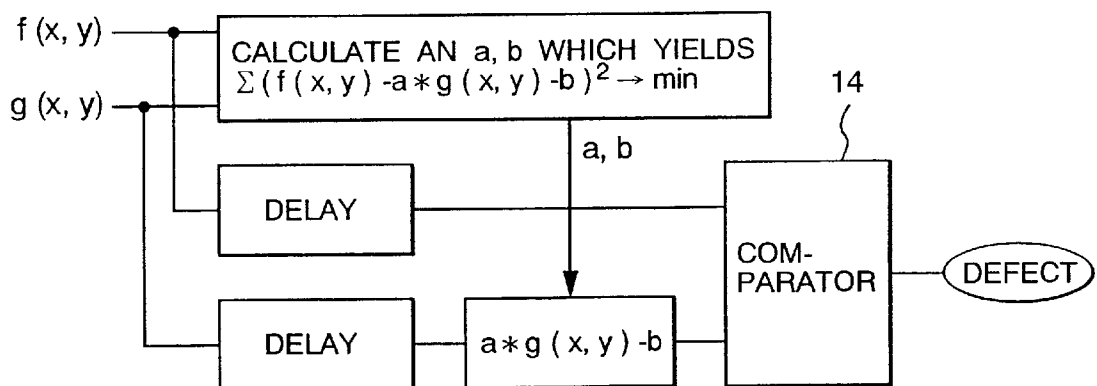 f (x, y)
CALCULATE AN a, b WHICH YIELDS
Σ(f(x, y) -a*g(x, y) -b)² → min
g (x, y)
14
a, b
DELAY
COM-
PARATOR
DEFECT
DELAY
a*g (x, y) -b